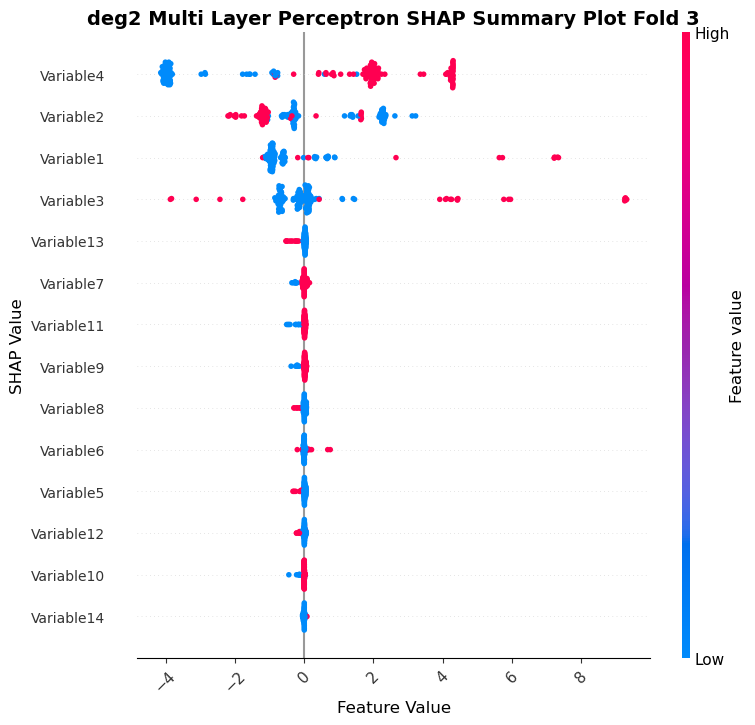 deg2 Multi Layer Perceptron SHAP Summary Plot Fold 3
High
Variable4
Variable2
Variable1
Variable3
Variable13
Variable7
Variable11
Variable9
Variable8
Variable6
Variable5
Variable12
Variable10
Variable14
SHAP Value
Feature value
Low
−4 −2 0 2 4 6 8
Feature Value